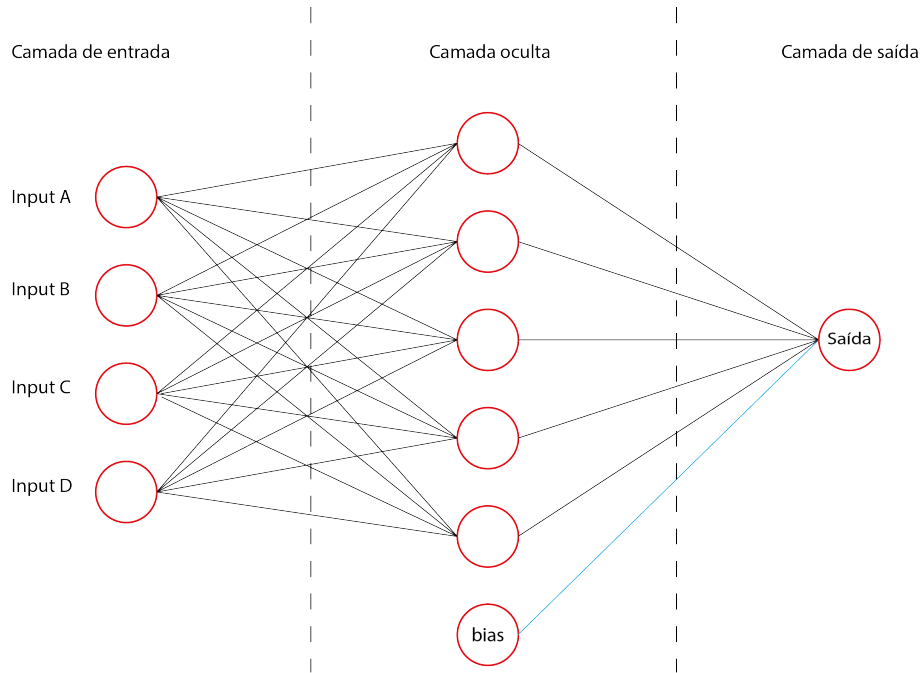 Camada de entrada
Camada oculta
Camada de saída
Input A
Input B
Input C
Input D
Saída
bias